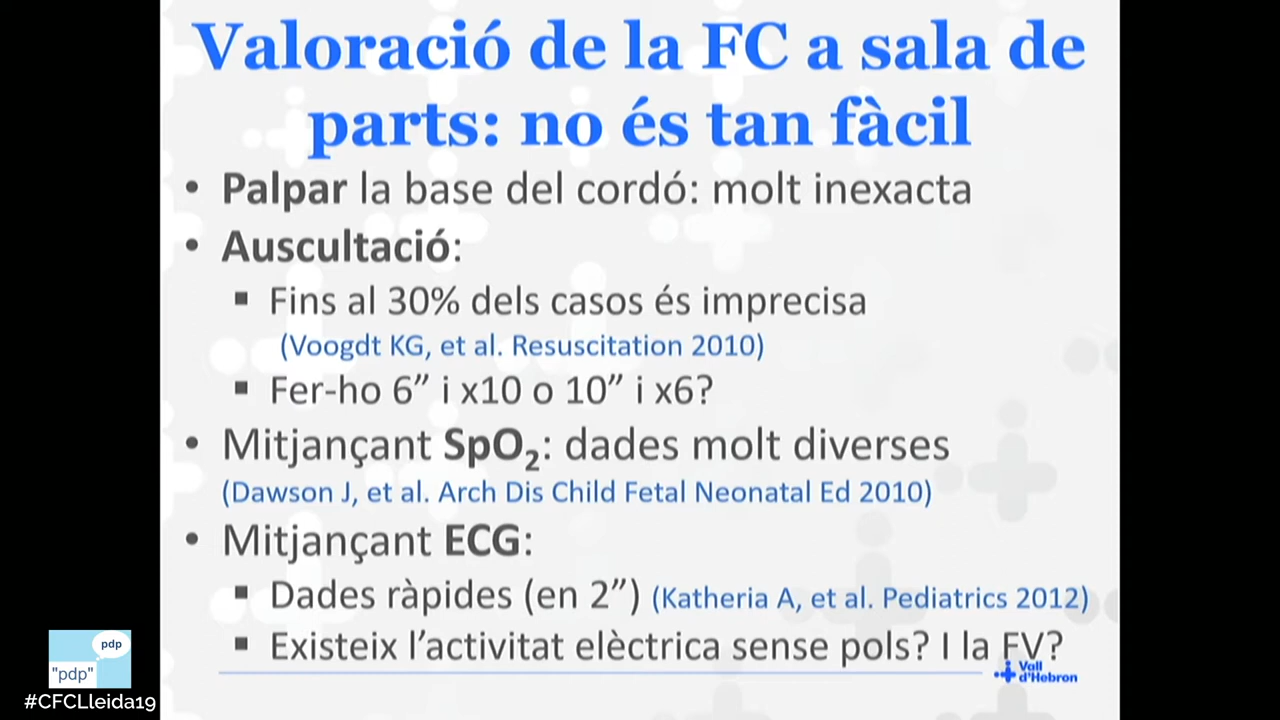 Valoració de la FC a sala de
parts: no és tan fàcil
• Palpar la base del cordó: molt inexacta
• Auscultació:
▪ Fins al 30% dels casos és imprecisa
(Voogdt KG, et al. Resuscitation 2010)
▪ Fer-ho 6” i x10 o 10” i x6?
• Mitjançant SpO₂: dades molt diverses
(Dawson J, et al. Arch Dis Child Fetal Neonatal Ed 2010)
• Mitjançant ECG:
▪ Dades ràpides (en 2”) (Katheria A, et al. Pediatrics 2012)
▪ Existeix l’activitat elèctrica sense pols? I la FV?
Vall
d’Hebron
pdp
"pdp"
#CFCLleida19